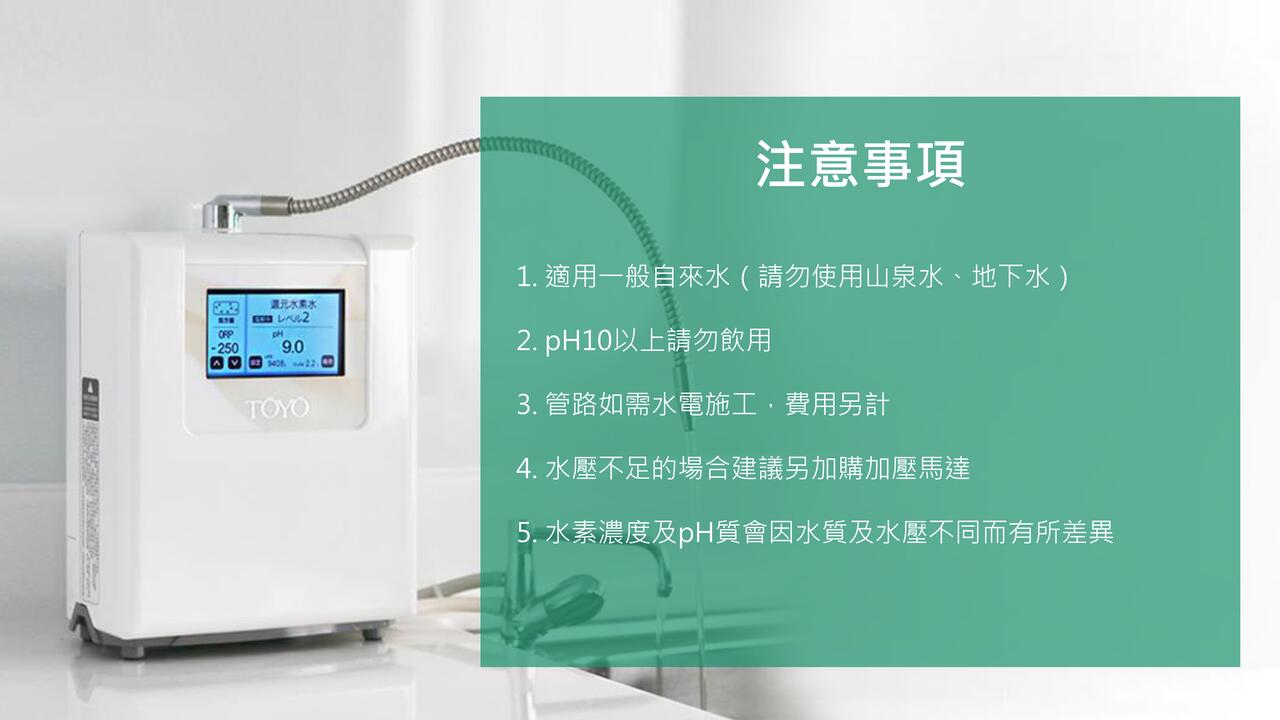 注意事項
1. 適用一般自來水（請勿使用山泉水、地下水）
2. pH10以上請勿飲用
3. 管路如需水電施工，費用另計
4. 水壓不足的場合建議另加購加壓馬達
5. 水素濃度及pH質會因水质及水壓不同而有所差異
還元水素水
レベル2
ORP
-250
pH
9.0
9408L
2.2
TOYO